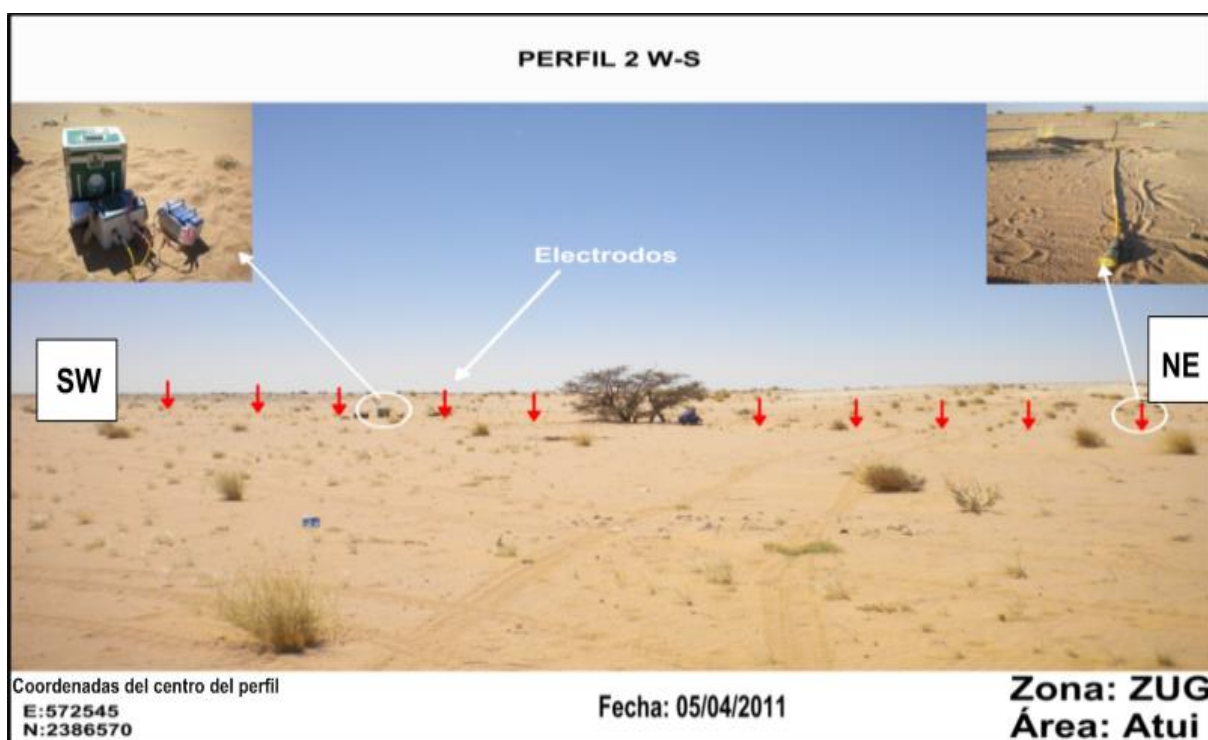 PERFIL 2 W-S
Electrodos
SW
NE
Coordenadas del centro del perfil
E:572545
N:2386570
Fecha: 05/04/2011
Zona: ZUG
Área: Atui